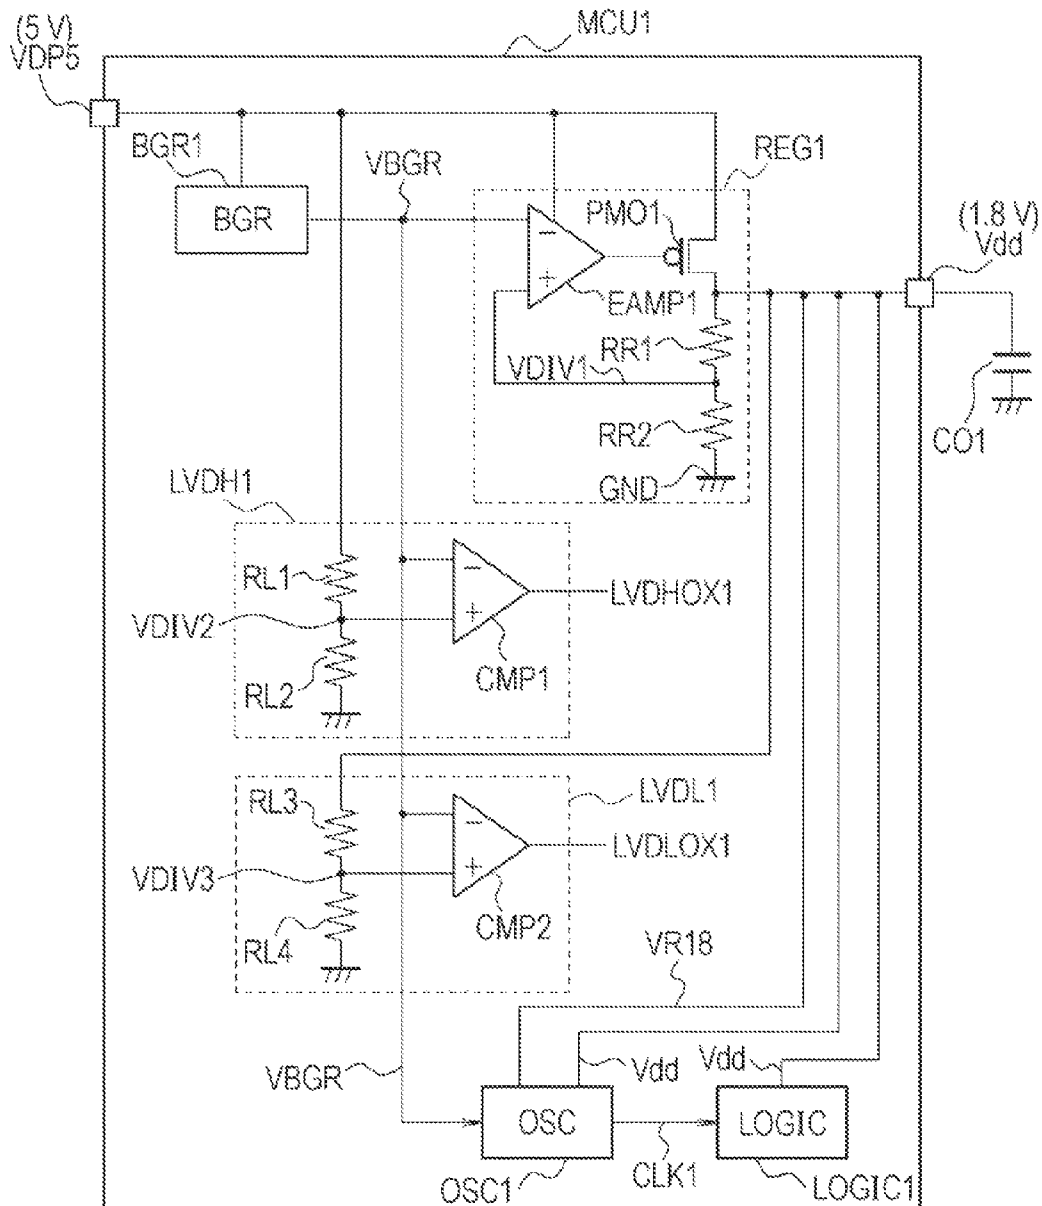 (5 V)
VDP5
MCU1
BGR1
BGR
VBGR
REG1
PMO1
(1.8 V)
Vdd
−
+
EAMP1
RR1
VDIV1
RR2
GND
CO1
LVDH1
RL1
−
+
LVDHOX1
VDIV2
RL2
CMP1
RL3
LVDL1
−
+
LVDLOX1
VDIV3
RL4
CMP2
VR18
VBGR
Vdd
Vdd
OSC
LOGIC
OSC1
CLK1
LOGIC1